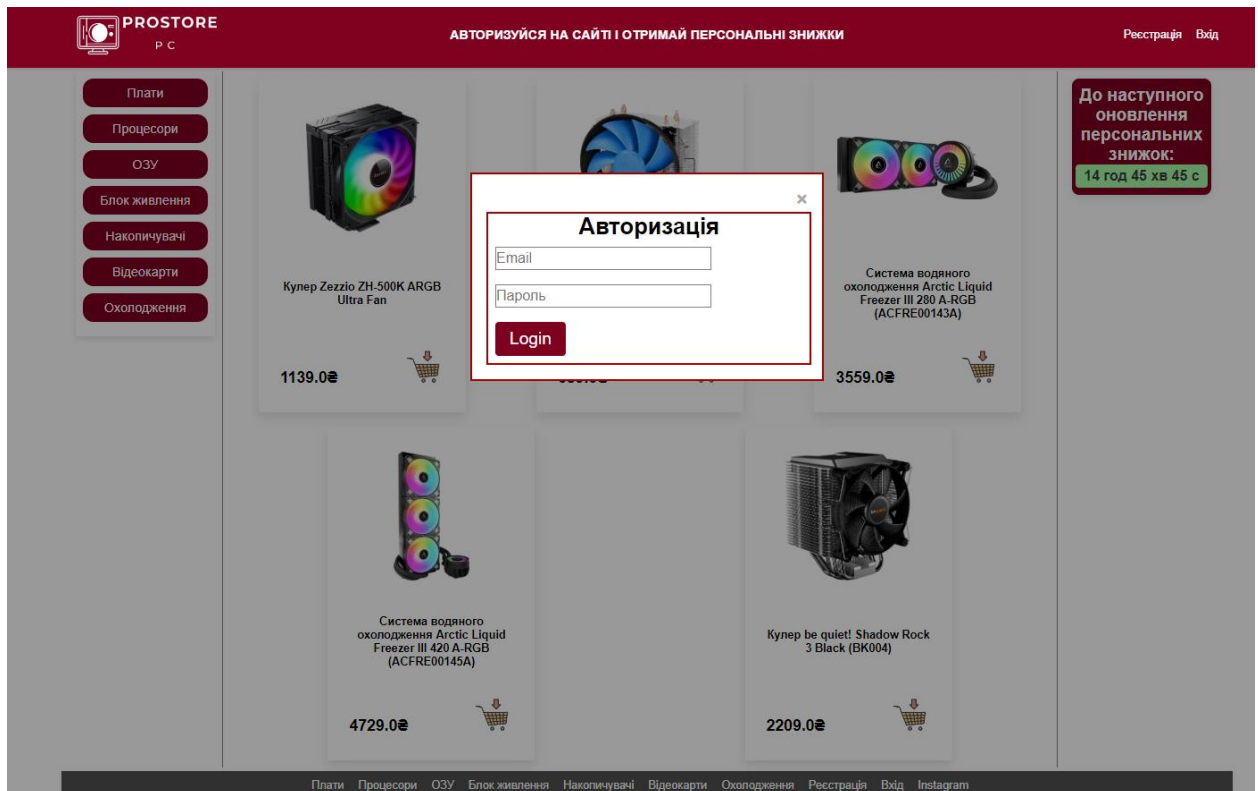 PROSTORE
PC
АВТОРИЗУЙСЯ НА САЙТІ І ОТРИМАЙ ПЕРСОНАЛЬНІ ЗНИЖКИ
Реєстрація Вхід
Плати
Процесори
ОЗУ
Блок живлення
Накопичувачі
Відеокарти
Охолодження
До наступного
оновлення
персональних
знижок:
14 год 45 хв 45 с
×
Авторизація
Email
Пароль
Login
Кулер Zezzio ZH-500K ARGB
Ultra Fan
1139.0₴
Система водяного
охолодження Arctic Liquid
Freezer III 280 A-RGB
(ACFRE00143A)
3559.0₴
Система водяного
охолодження Arctic Liquid
Freezer III 420 A-RGB
(ACFRE00145A)
4729.0₴
Кулер be quiet! Shadow Rock
3 Black (BK004)
2209.0₴
Плати Процесори ОЗУ Блок живлення Накопичувачі Відеокарти Охолодження Реєстрація Вхід Instagram